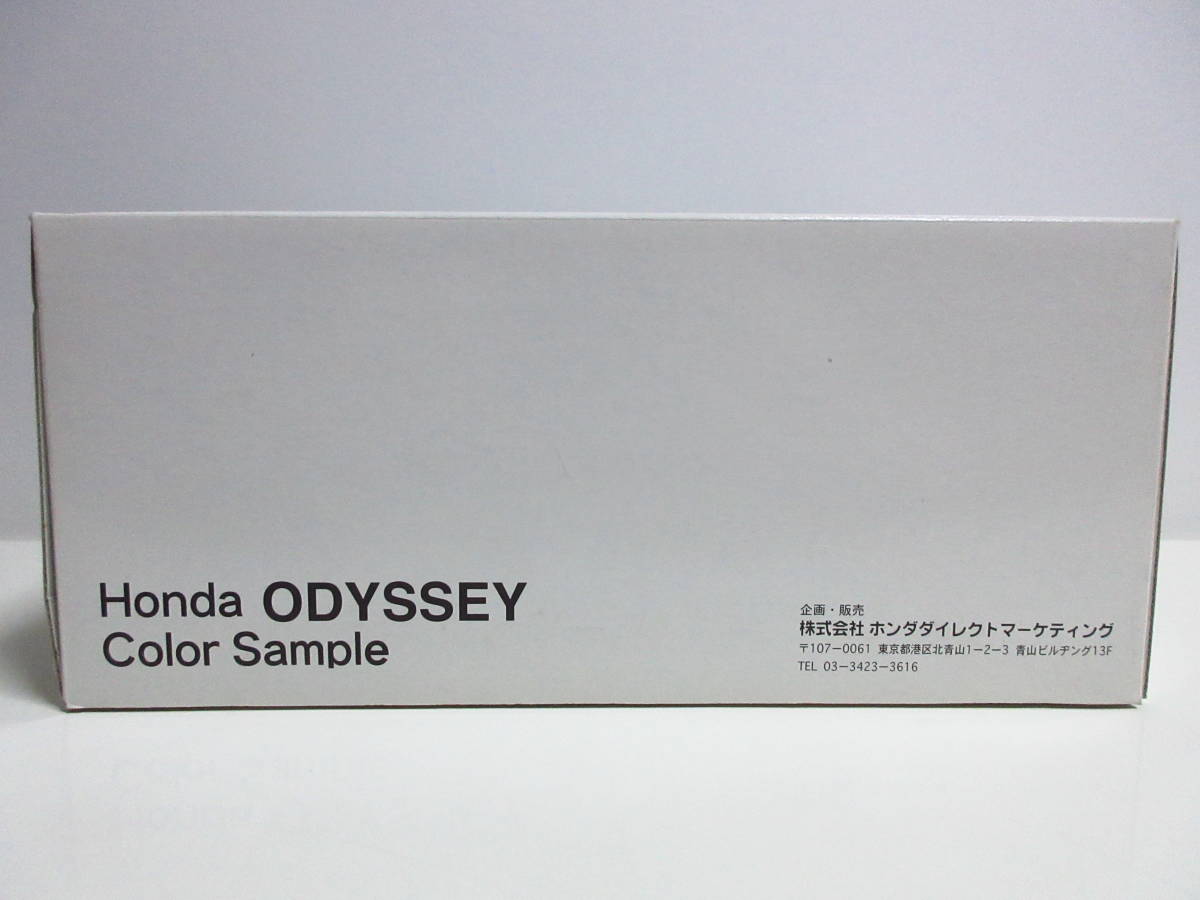 Honda ODYSSEY
Color Sample
企画・販売
株式会社 ホンダダイレクトマーケティング
〒107-0061 東京都港区北青山1-2-3 青山ビルヂング13F
TEL 03-3423-3616